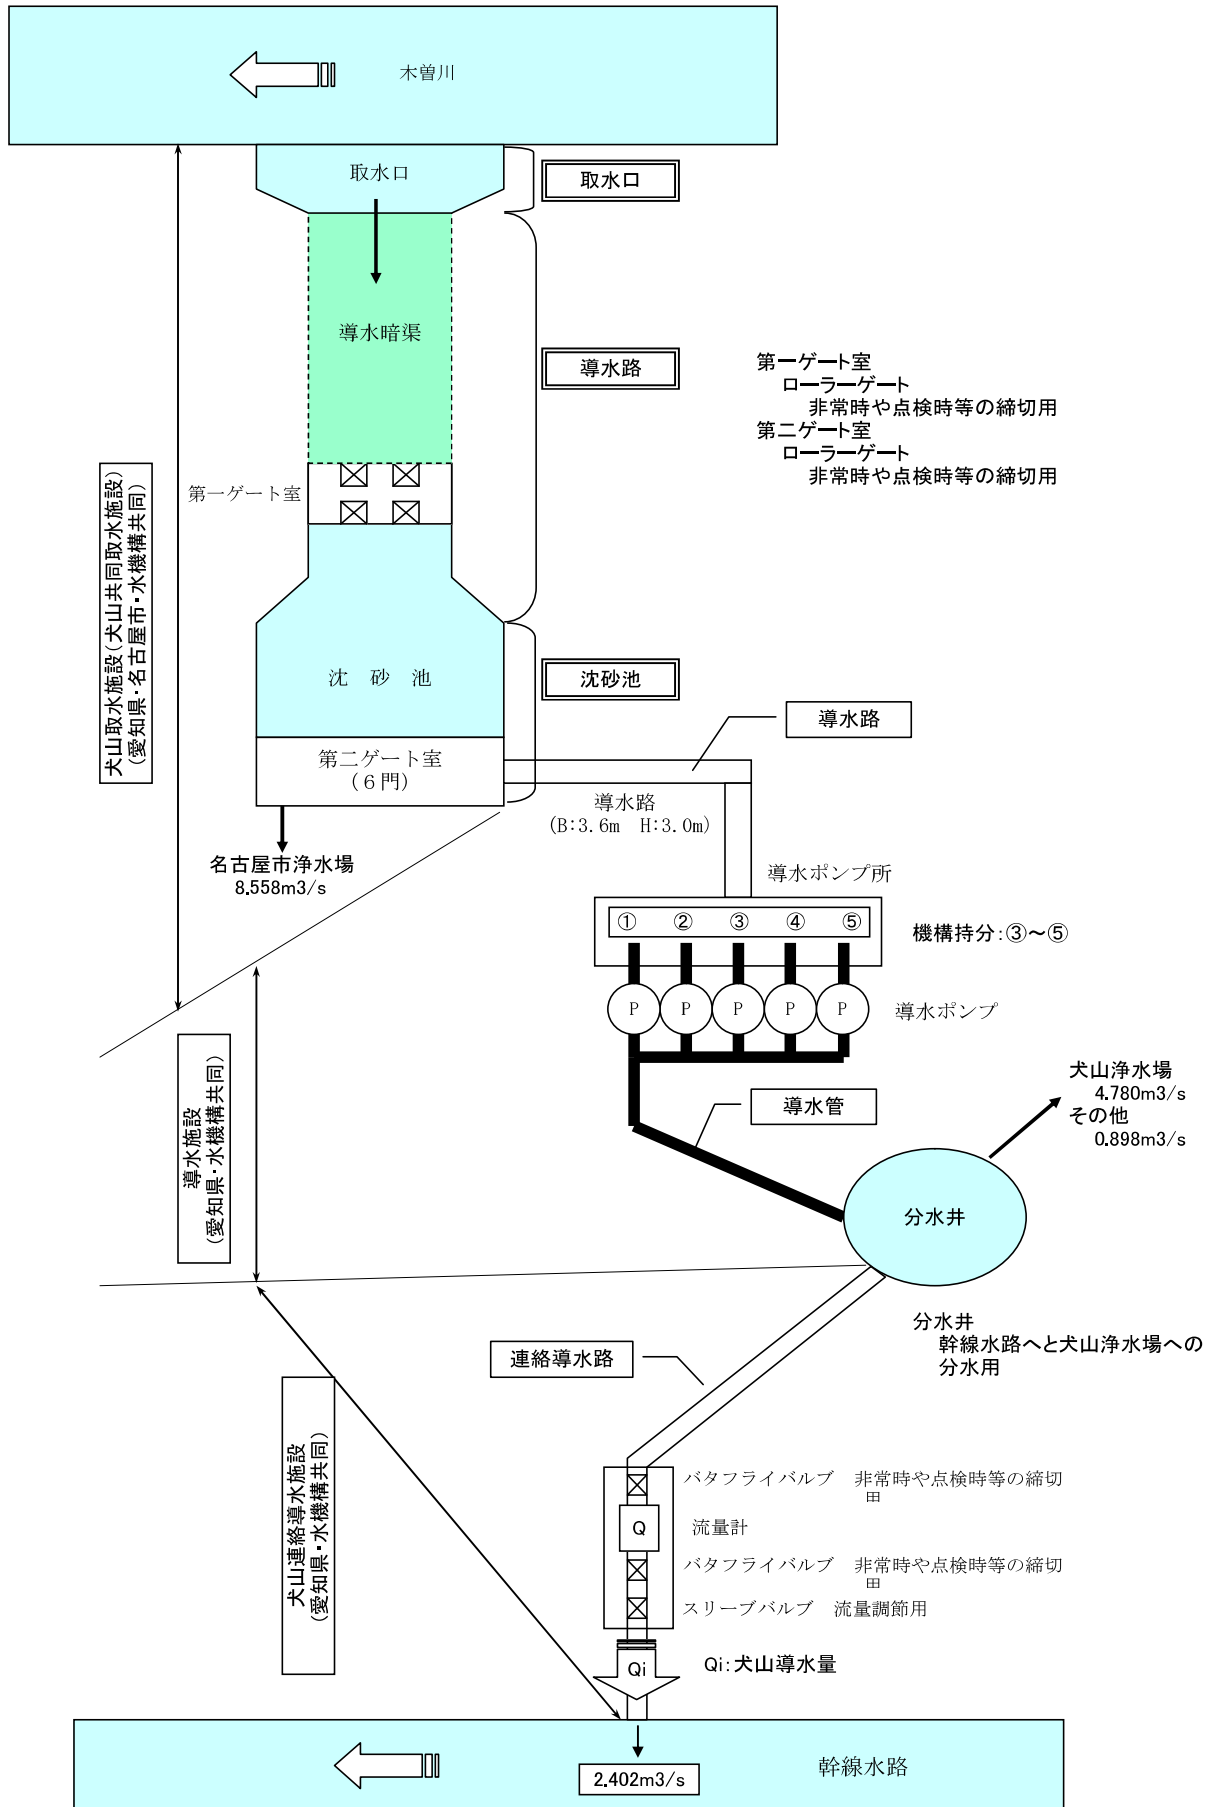 木曽川
取水口
取水口
導水暗渠
導水路
第一ゲート室
ローラーゲート
非常時や点検時等の締切用
第二ゲート室
ローラーゲート
非常時や点検時等の締切用
第一ゲート室
犬山取水施設(犬山共同取水施設)
(愛知県・名古屋市・水機構共同)
沈 砂 池
沈砂池
導水路
第二ゲート室
(6門)
導水路
(B:3.6m H:3.0m)
名古屋市浄水場
8.558m3/s
導水ポンプ所
① ② ③ ④ ⑤
機構持分:③～⑤
P P P P P
導水ポンプ
導水施設
(愛知県・水機構共同)
導水管
犬山浄水場
4.780m3/s
その他
0.898m3/s
分水井
分水井
幹線水路へと犬山浄水場への
分水用
連絡導水路
犬山連絡導水施設
(愛知県・水機構共同)
バタフライバルブ 非常時や点検時等の締切
Q
流量計
バタフライバルブ 非常時や点検時等の締切
スリーブバルブ 流量調節用
Qi
Qi:犬山導水量
2.402m3/s
幹線水路